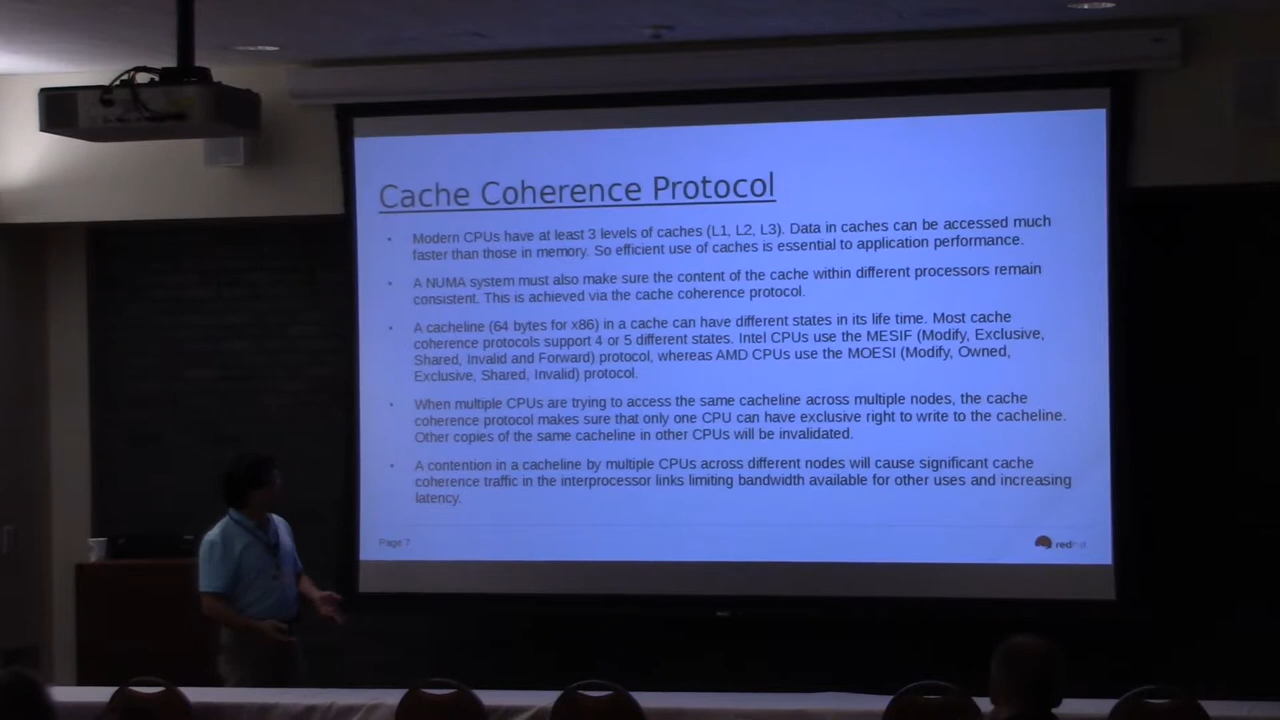 Cache Coherence Protocol
Modern CPUs have at least 3 levels of caches (L1, L2, L3). Data in caches can be accessed much
faster than those in memory. So efficient use of caches is essential to application performance.
A NUMA system must also make sure the content of the cache within different processors remain
consistent. This is achieved via the cache coherence protocol.
A cacheline (64 bytes for x86) in a cache can have different states in its life time. Most cache
coherence protocols support 4 or 5 different states. Intel CPUs use the MESIF (Modify, Exclusive,
Shared, Invalid and Forward) protocol, whereas AMD CPUs use the MOESI (Modify, Owned,
Exclusive, Shared, Invalid) protocol.
When multiple CPUs are trying to access the same cacheline across multiple nodes, the cache
coherence protocol makes sure that only one CPU can have exclusive right to write to the cacheline.
Other copies of the same cacheline in other CPUs will be invalidated.
A contention in a cacheline by multiple CPUs across different nodes will cause significant cache
coherence traffic in the interprocessor links limiting bandwidth available for other uses and increasing
latency.
Page 7
redhat